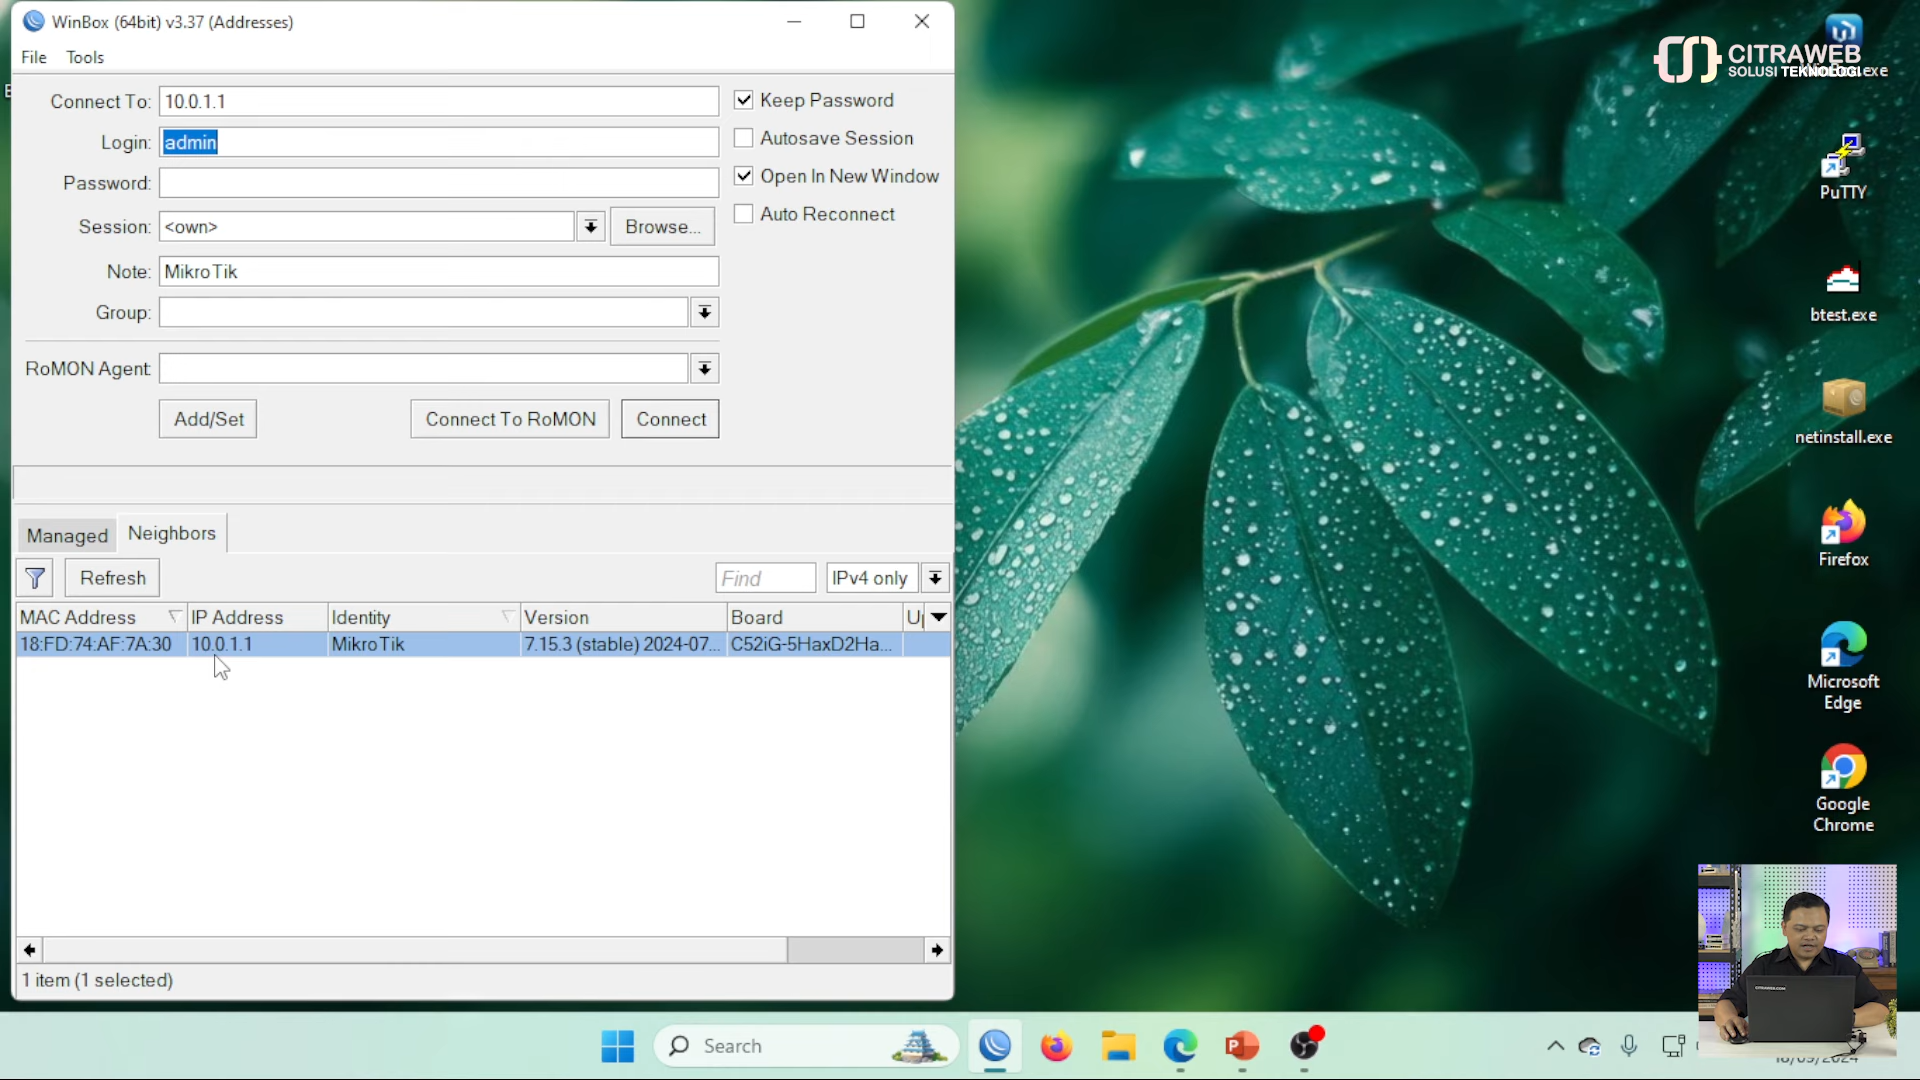 WinBox (64bit) v3.37 (Addresses)
File Tools
Connect To: 10.0.1.1
Login: admin
Password:
Session: <own> Browse...
Note: MikroTik
Group:
RoMON Agent:
Add/Set Connect To RoMON Connect
Keep Password
Autosave Session
Open In New Window
Auto Reconnect
Managed Neighbors
Refresh Find IPv4 only
MAC Address IP Address Identity Version Board
18:FD:74:AF:7A:30 10.0.1.1 MikroTik 7.15.3 (stable) 2024-07... C52iG-5HaxD2Ha...
1 item (1 selected)
CITRAWEB
SOLUSI TEKNOLOGI
PuTTY
btest.exe
netinstall.exe
Firefox
Microsoft
Edge
Google
Chrome
CITRAWEB.COM
Search